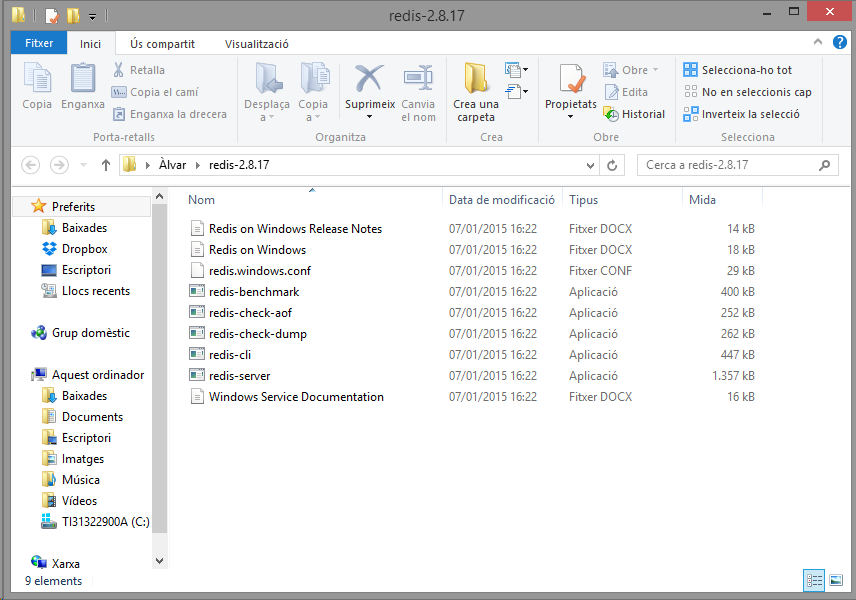 redis-2.8.17
Fitxer Inici Ús compartit Visualització
Copia
Enganxa
Retalla
Copia el camí
Enganxa la drecera
Porta-retalls
Desplaça a
Copia a
Suprimeix
Canvia el nom
Organitza
Crea una carpeta
Crea
Propietats
Obre
Edita
Historial
Obre
Selecciona-ho tot
No en seleccionis cap
Inverteix la selecció
Selecciona
Àlvar redis-2.8.17
Cerca a redis-2.8.17
Preferits
Baixades
Dropbox
Escriptori
Llocs recents
Grup domèstic
Aquest ordinador
Baixades
Documents
Escriptori
Imatges
Música
Vídeos
TI31322900A (C:)
Xarxa
Nom Data de modificació Tipus Mida
Redis on Windows Release Notes 07/01/2015 16:22 Fitxer DOCX 14 kB
Redis on Windows 07/01/2015 16:22 Fitxer DOCX 18 kB
redis.windows.conf 07/01/2015 16:22 Fitxer CONF 29 kB
redis-benchmark 07/01/2015 16:22 Aplicació 400 kB
redis-check-aof 07/01/2015 16:22 Aplicació 252 kB
redis-check-dump 07/01/2015 16:22 Aplicació 262 kB
redis-cli 07/01/2015 16:22 Aplicació 447 kB
redis-server 07/01/2015 16:22 Aplicació 1.357 kB
Windows Service Documentation 07/01/2015 16:22 Fitxer DOCX 16 kB
9 elements